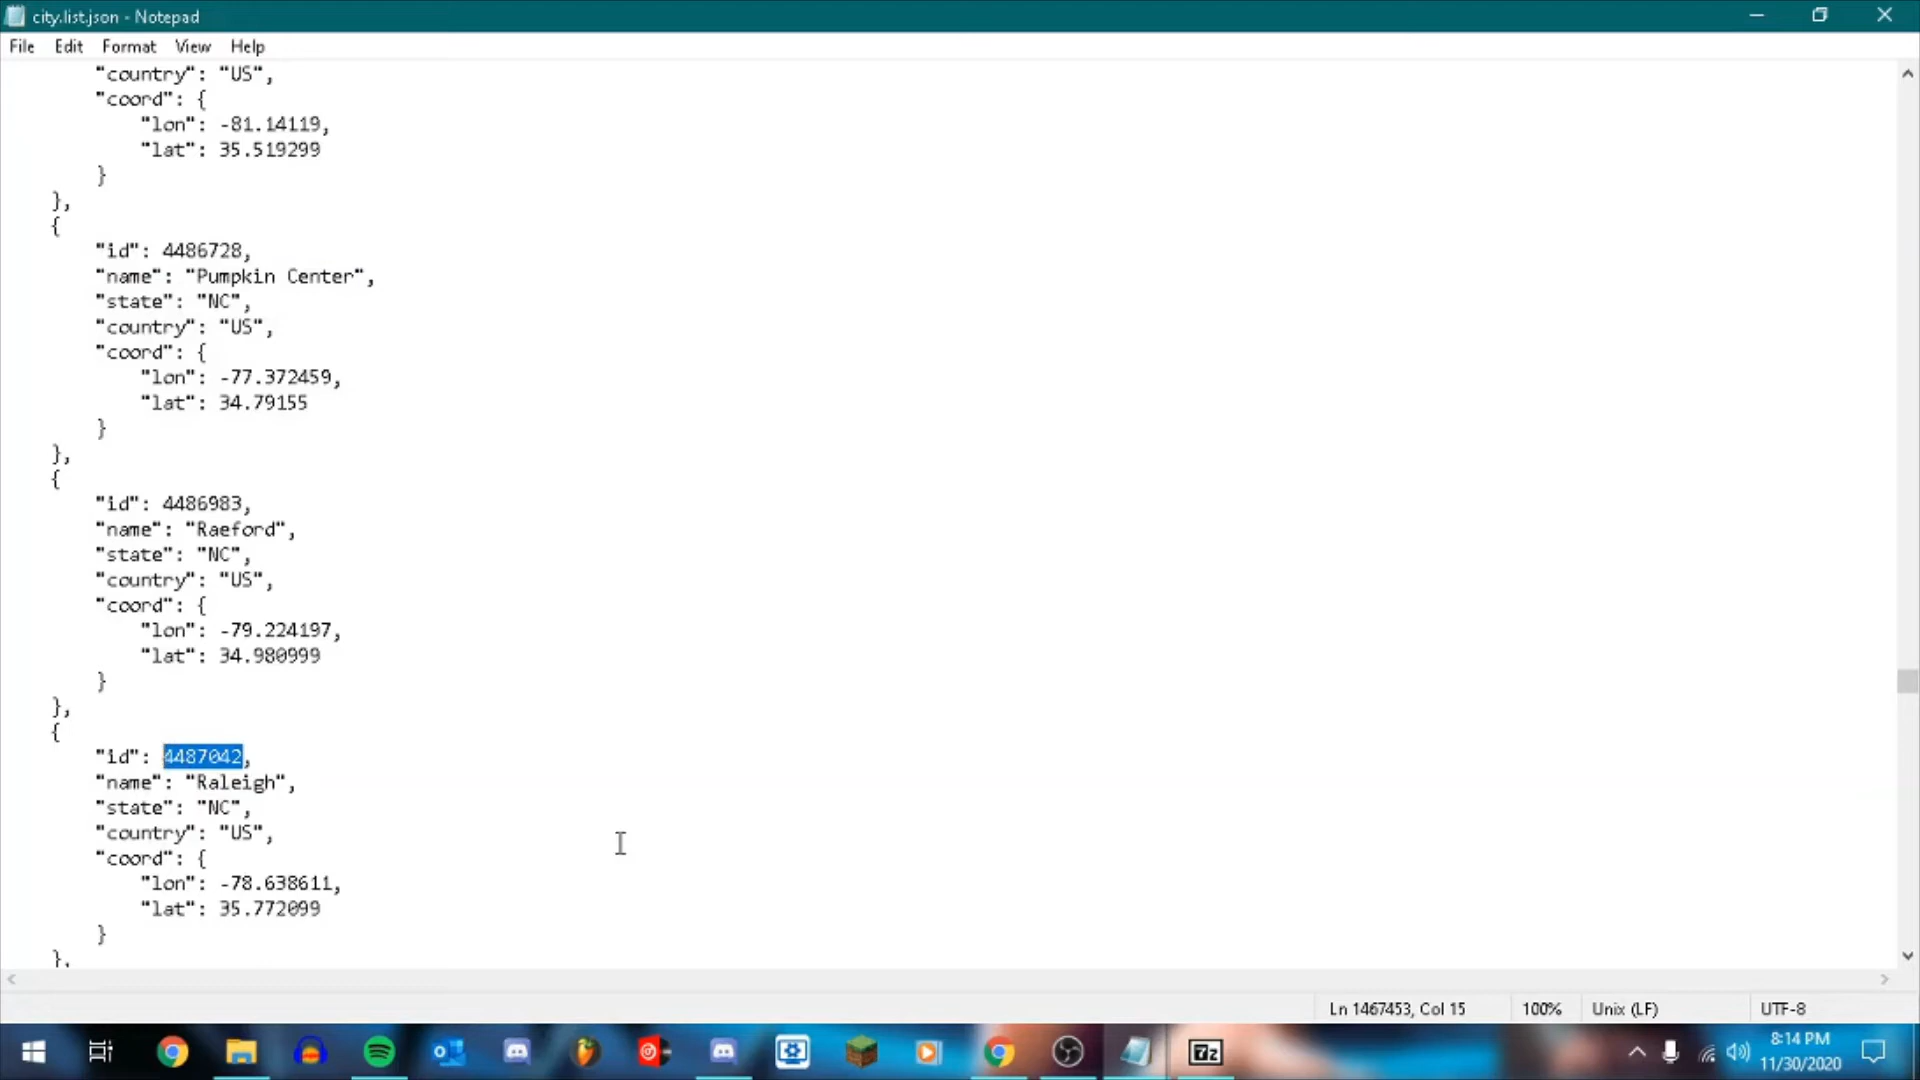 city.list.json - Notepad
File Edit Format View Help
"country": "US",
"coord": {
"lon": -81.14119,
"lat": 35.519299
}
},
{
"id": 4486728,
"name": "Pumpkin Center",
"state": "NC",
"country": "US",
"coord": {
"lon": -77.372459,
"lat": 34.79155
}
},
{
"id": 4486983,
"name": "Raeford",
"state": "NC",
"country": "US",
"coord": {
"lon": -79.224197,
"lat": 34.980999
}
},
{
"id": 4487042,
"name": "Raleigh",
"state": "NC",
"country": "US",
"coord": {
"lon": -78.638611,
"lat": 35.772099
}
},
Ln 1467453, Col 15 100% Unix (LF) UTF-8
7z
8:14 PM
11/30/2020